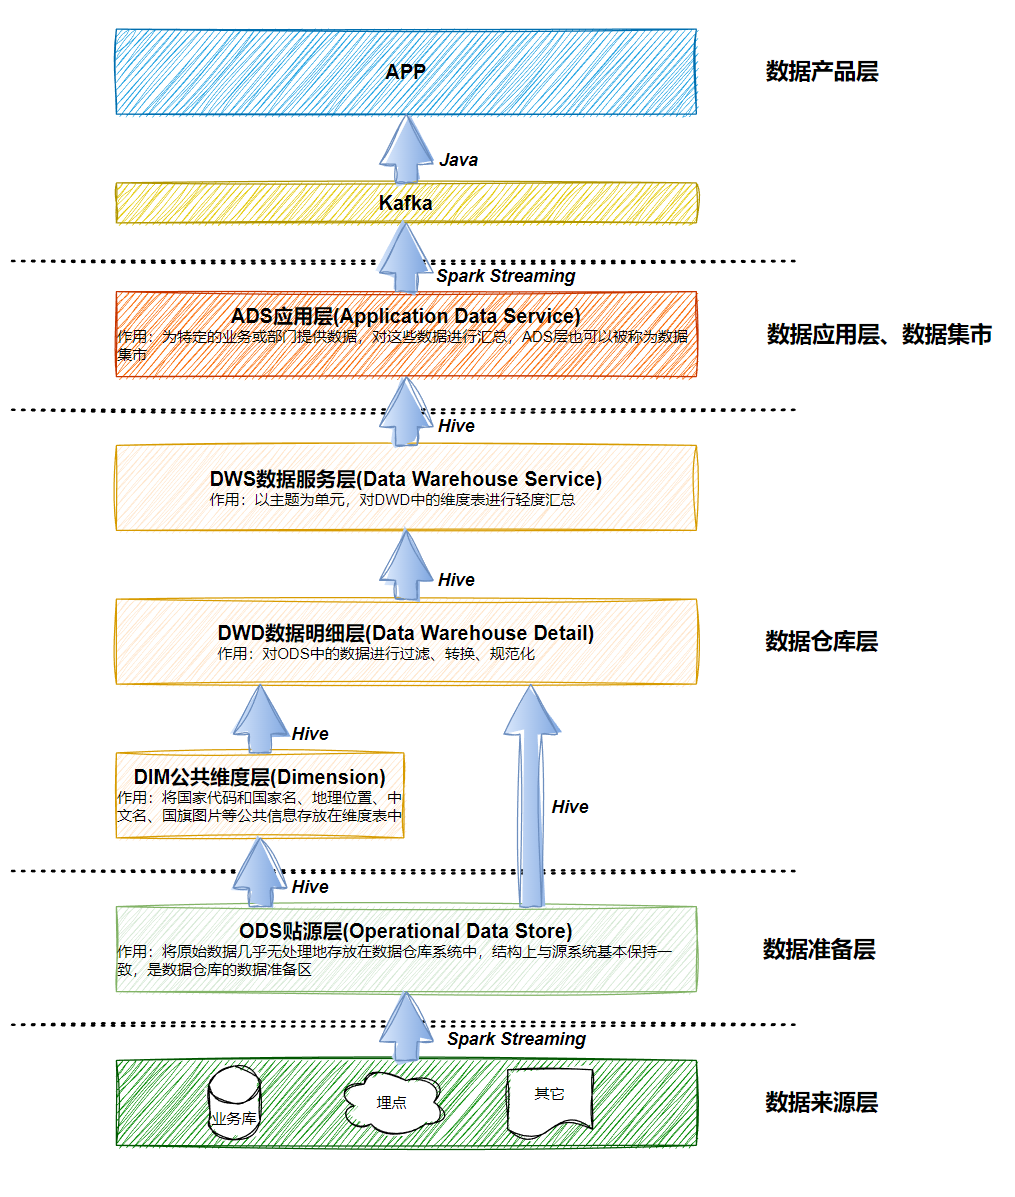 APP
数据产品层
Java
Kafka
Spark Streaming
ADS应用层(Application Data Service)
作用：为特定的业务或部门提供数据，对这些数据进行汇总，ADS层也可以被称为数据
集市
数据应用层、数据集市
Hive
DWS数据服务层(Data Warehouse Service)
作用：以主题为单元，对DWD中的维度表进行轻度汇总
Hive
DWD数据明细层(Data Warehouse Detail)
作用：对ODS中的数据进行过滤、转换、规范化
数据仓库层
Hive
DIM公共维度层(Dimension)
作用：将国家代码和国家名、地理位置、中
文名、国旗图片等公共信息存放在维度表中
Hive
Hive
ODS贴源层(Operational Data Store)
作用：将原始数据几乎无处理地存放在数据仓库系统中，结构上与源系统基本保持一
致，是数据仓库的数据准备区
数据准备层
Spark Streaming
业务库
埋点
其它
数据来源层